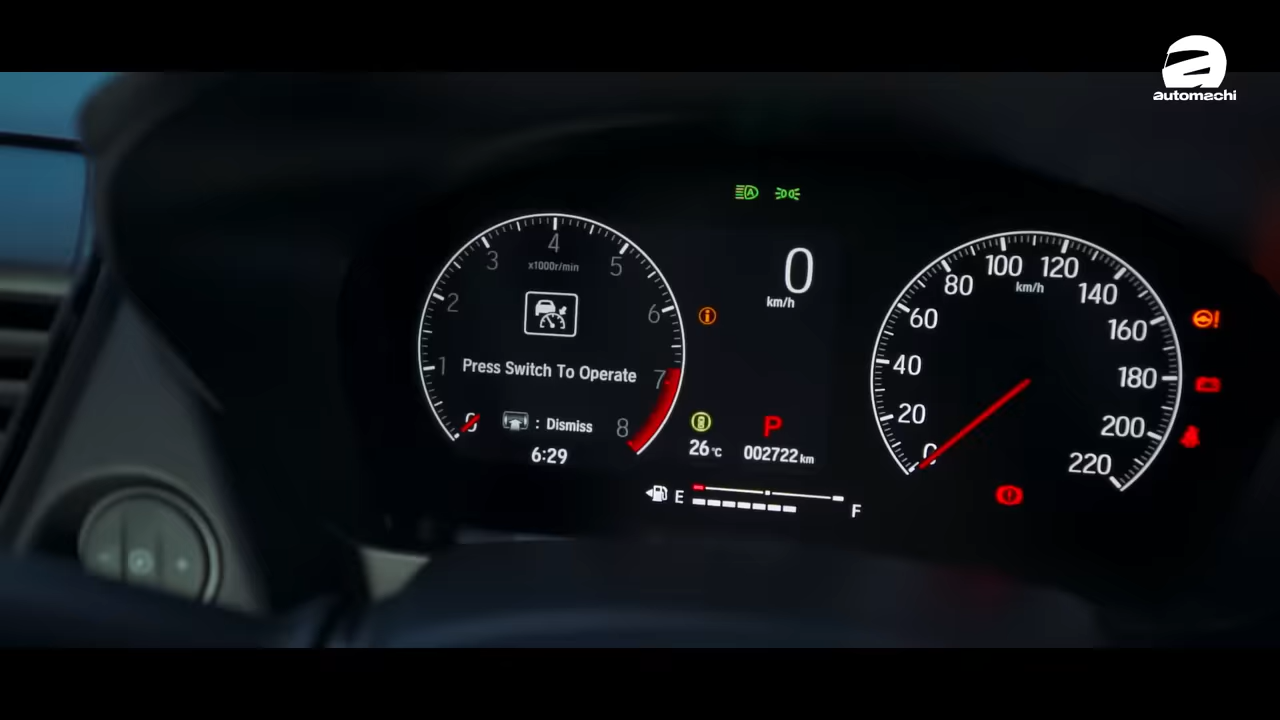 automachi
4
3
5
x1000r/min
2
6
1
7
Press Switch To Operate
0
: Dismiss
8
6:29
A
0
km/h
i
P
26°C
002722 km
E
F
100
120
80
km/h
140
60
160
40
180
20
200
0
220
!